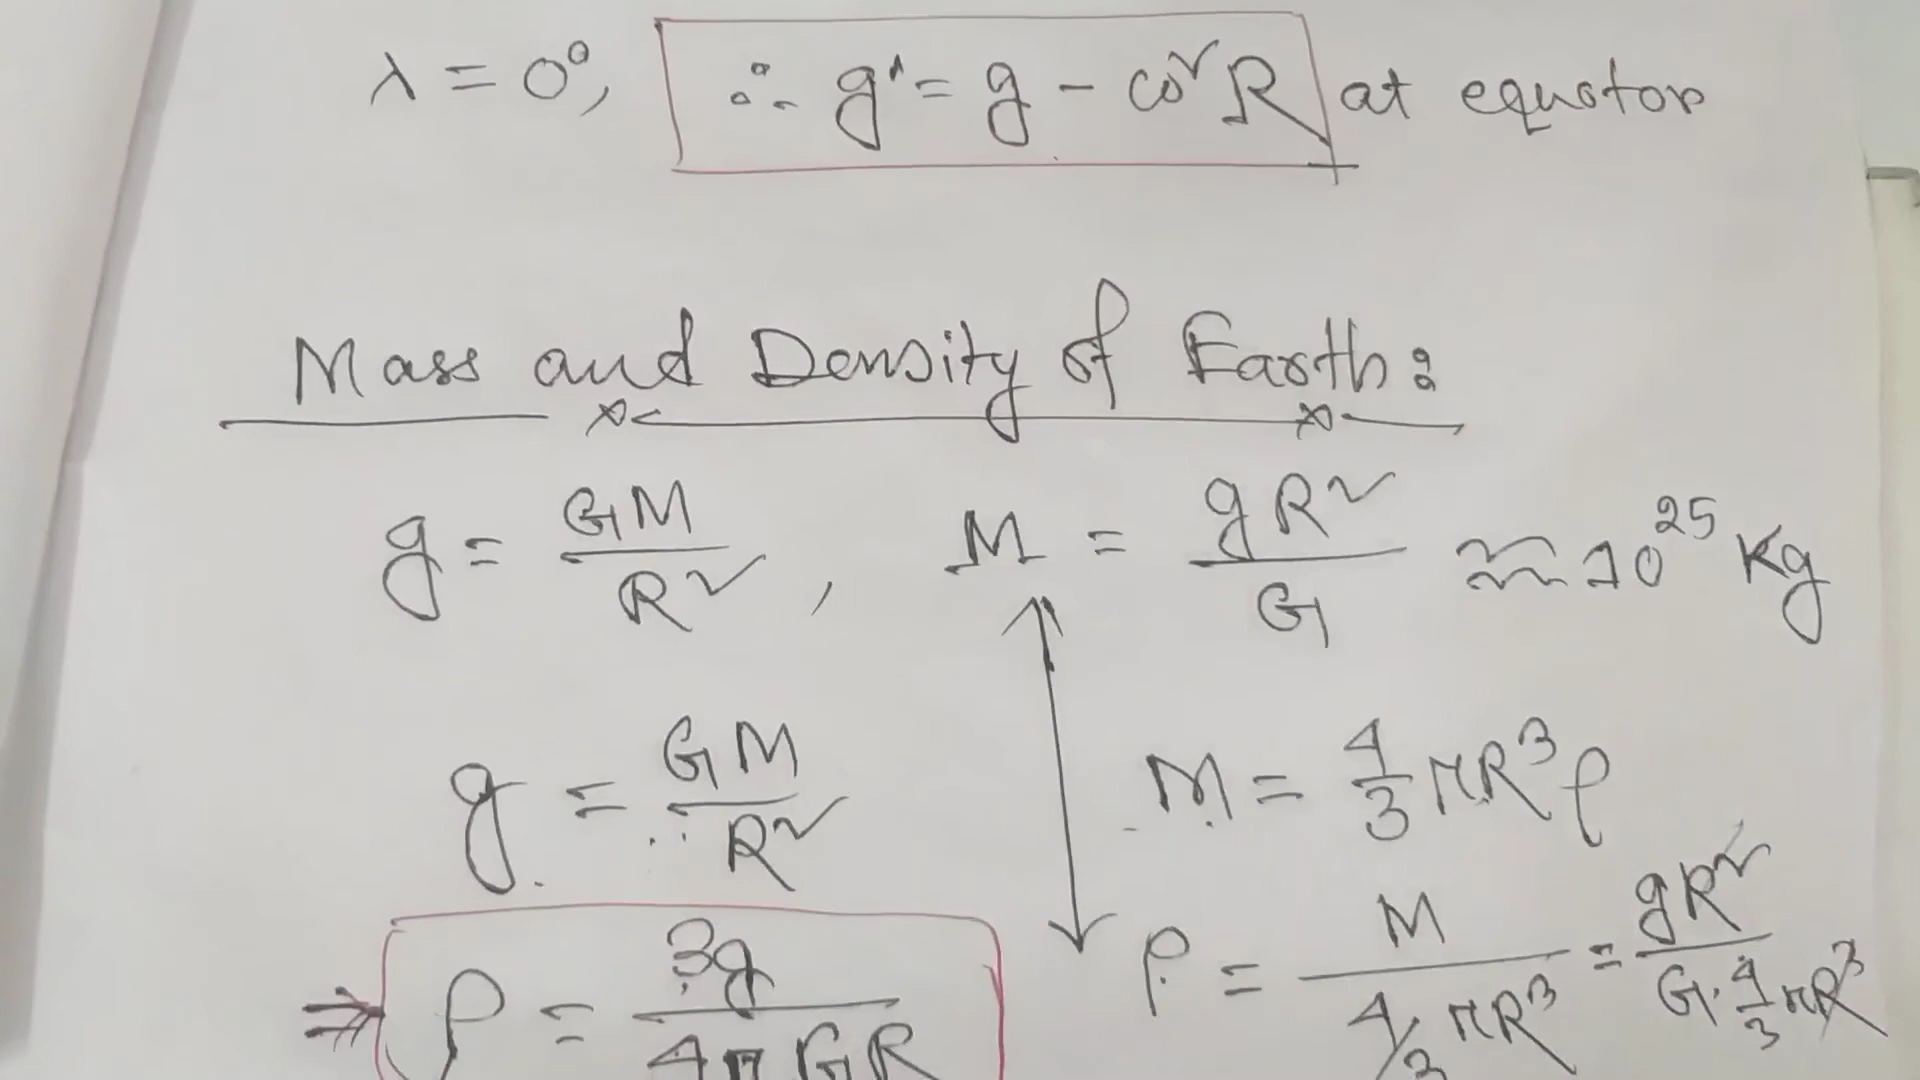 λ = 0°, ∴ g' = g - ω²R at equator
Mass and Density of Earth:
g = GM/R², M = gR²/G ≈ 10²⁵ Kg
g = GM/R² M = 4/3 πR³ρ
⇒ ρ = 3g/4πGR ρ = M/(4/3 πR³) = gR²/(G·4/3 πR³)